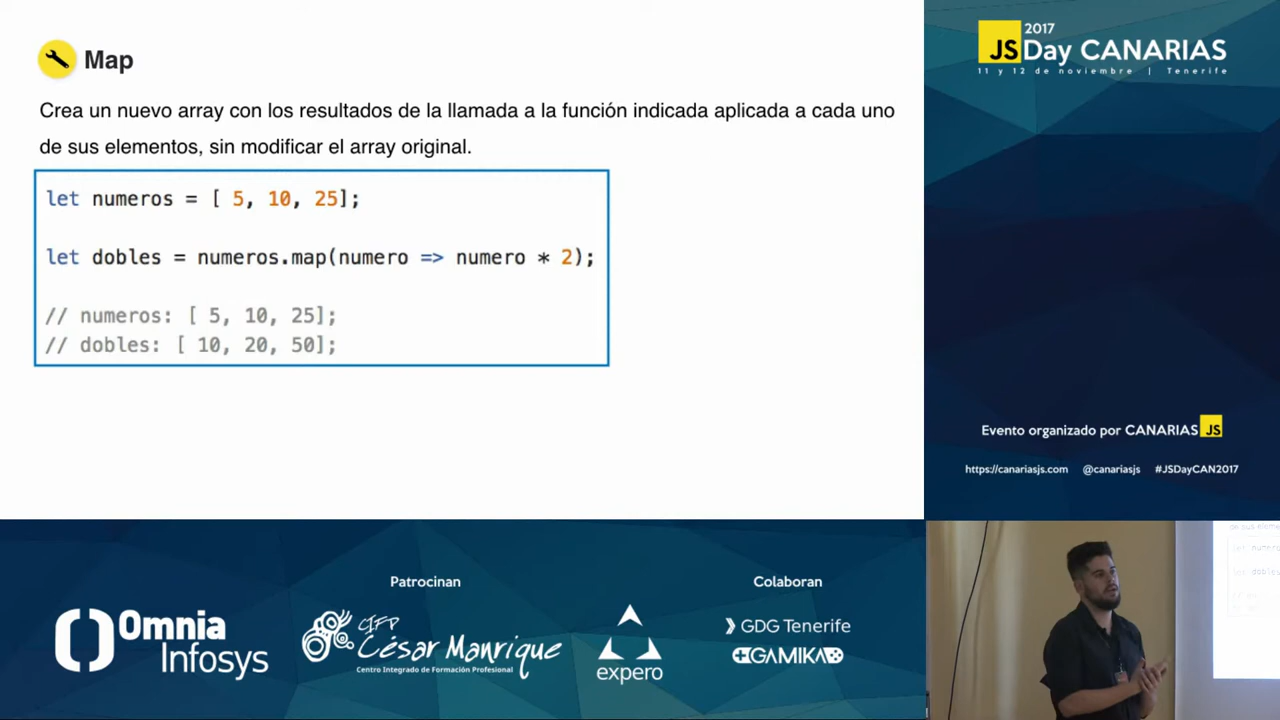 Map
Crea un nuevo array con los resultados de la llamada a la función indicada aplicada a cada uno
de sus elementos, sin modificar el array original.
let numeros = [ 5, 10, 25];
let dobles = numeros.map(numero => numero * 2);
// numeros: [ 5, 10, 25];
// dobles: [ 10, 20, 50];
2017
JSDay CANARIAS
11 y 12 de noviembre | Tenerife
Evento organizado por CANARIAS JS
https://canariasjs.com @canariasjs #JSDayCAN2017
Patrocinan
Omnia
Infosys
CIFP
César Manrique
Centro Integrado de Formación Profesional
expero
Colaboran
GDG Tenerife
GAMIKA